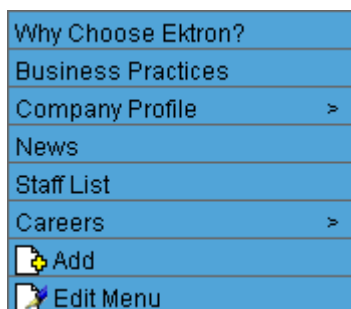 Why Choose Ektron?
Business Practices
Company Profile >
News
Staff List
Careers >
Add
Edit Menu